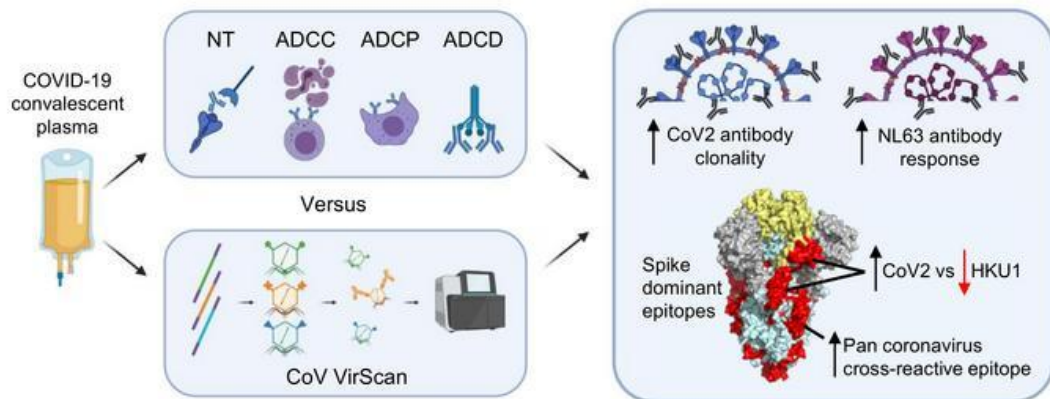 COVID-19
convalescent
plasma
NT ADCC ADCP ADCD
Versus
CoV VirScan
CoV2 antibody
clonality
NL63 antibody
response
Spike
dominant
epitopes
CoV2 vs HKU1
Pan coronavirus
cross-reactive epitope